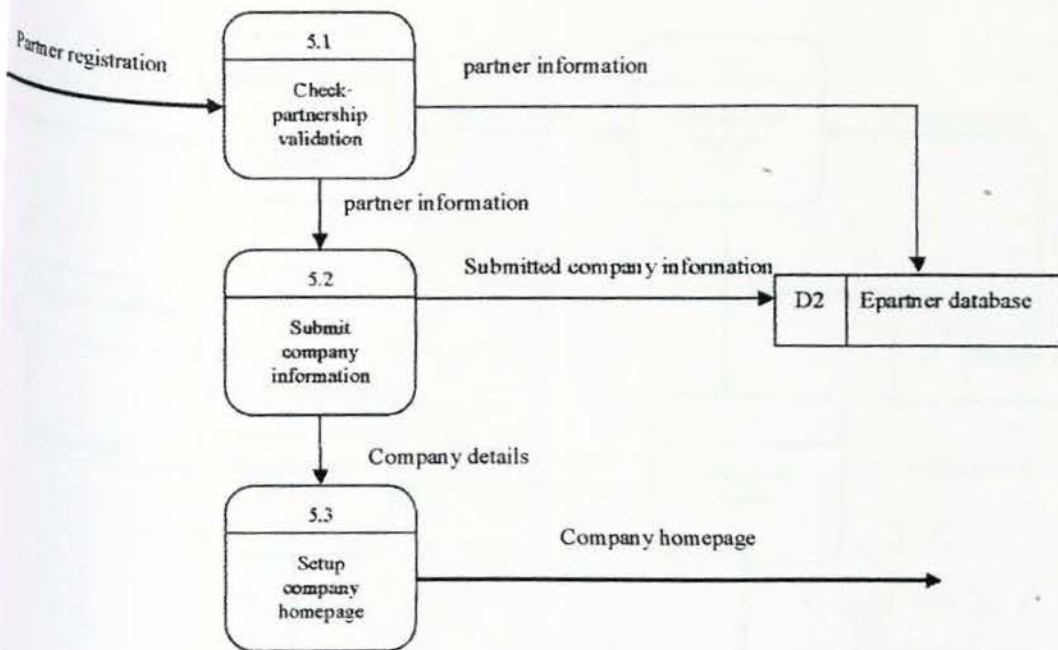 Partner registration
5.1
Check-
partnership
validation
partner information
partner information
5.2
Submit
company
information
Submitted company information
D2
Epartner database
Company details
5.3
Setup
company
homepage
Company homepage